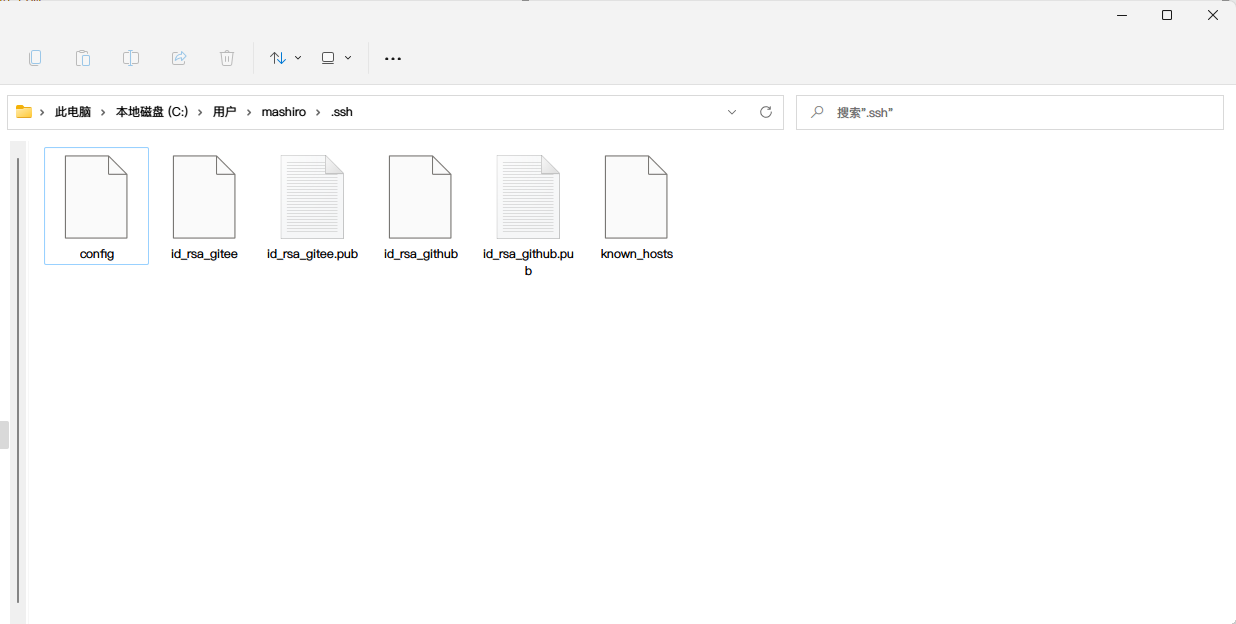 此电脑 本地磁盘 (C:) 用户 mashiro .ssh
搜索".ssh"
config
id_rsa_gitee
id_rsa_gitee.pub
id_rsa_github
id_rsa_github.pu
b
known_hosts